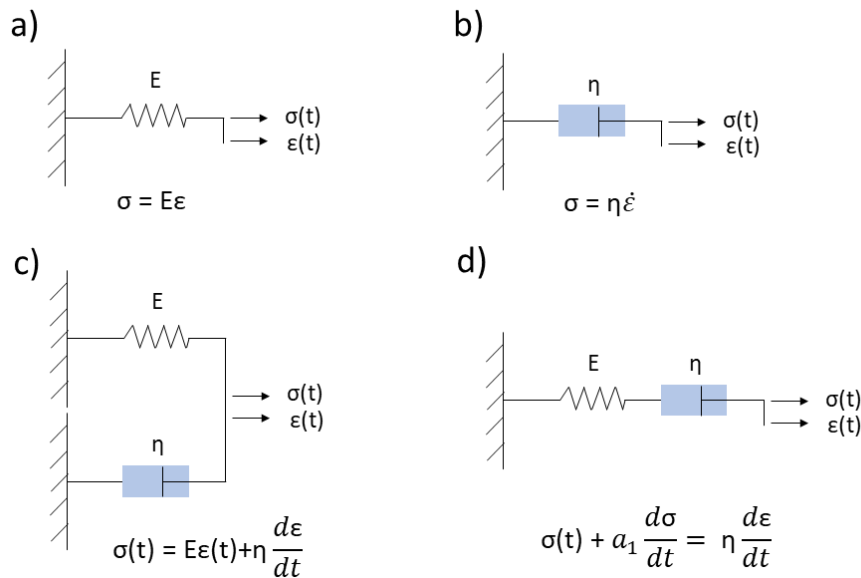 a)
E
σ(t)
ε(t)
σ = Eε
b)
η
σ(t)
ε(t)
σ = ηε̇
c)
E
σ(t)
ε(t)
η
σ(t) = Eε(t)+η dε/dt
d)
E
η
σ(t)
ε(t)
σ(t) + a₁ dσ/dt = η dε/dt